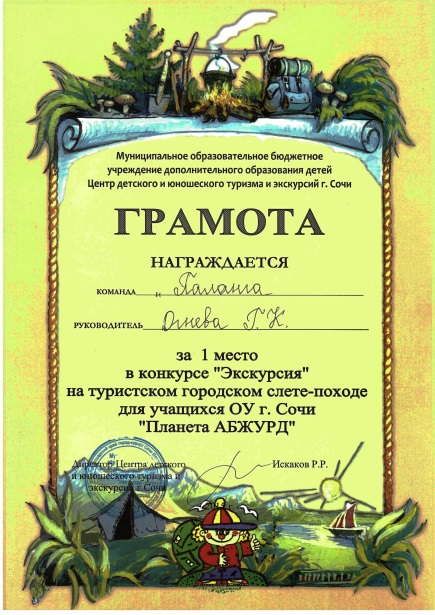 Муниципальное образовательное бюджетное
учреждение дополнительного образования детей
Центр детского и юношеского туризма и экскурсий г. Сочи
ГРАМОТА
НАГРАЖДАЕТСЯ
КОМАНДА
РУКОВОДИТЕЛЬ Огнева Г.К.
за 1 место
в конкурсе "Экскурсия"
на туристском городском слете-походе
для учащихся ОУ г. Сочи
"Планета АБЖУРД"
Директор Центра детского
и юношеского туризма и
экскурсий г.Сочи
Искаков Р.Р.